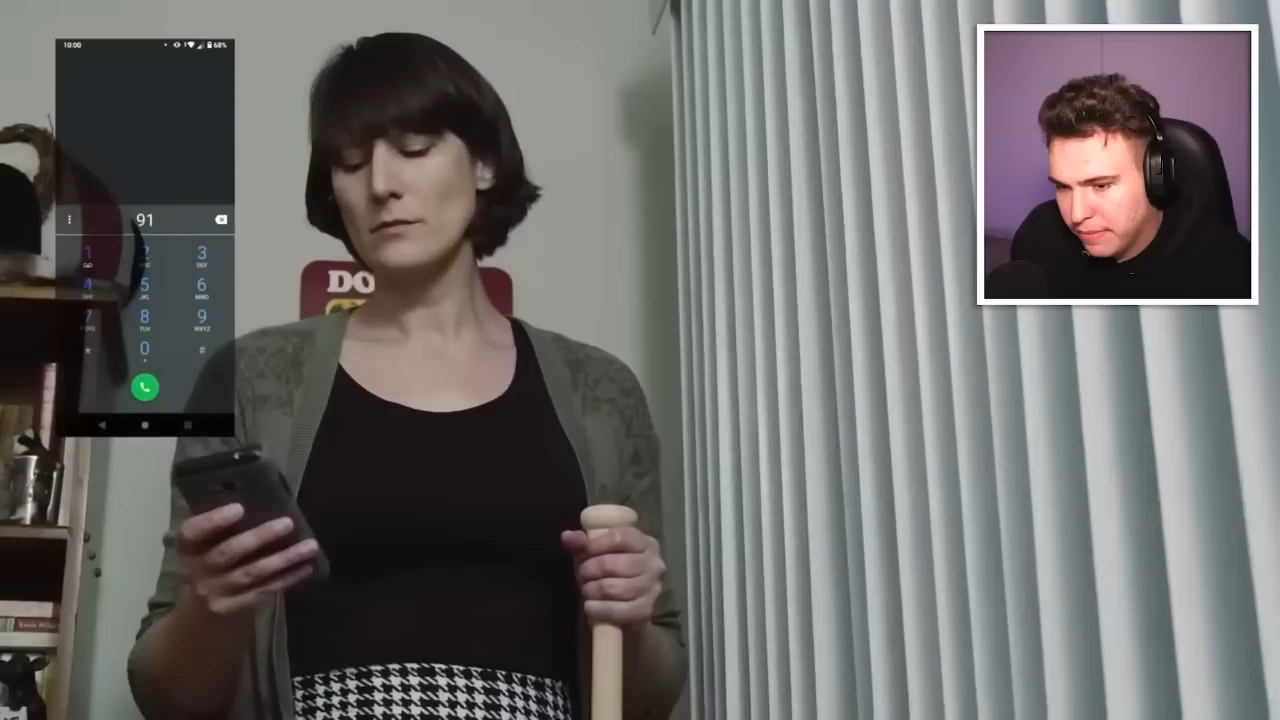 10:00 68%
91
1 2 3
DEF
4 5 6
GHI JKL MNO
7 8 9
PQRS TUV WXYZ
* 0 #
+
DO